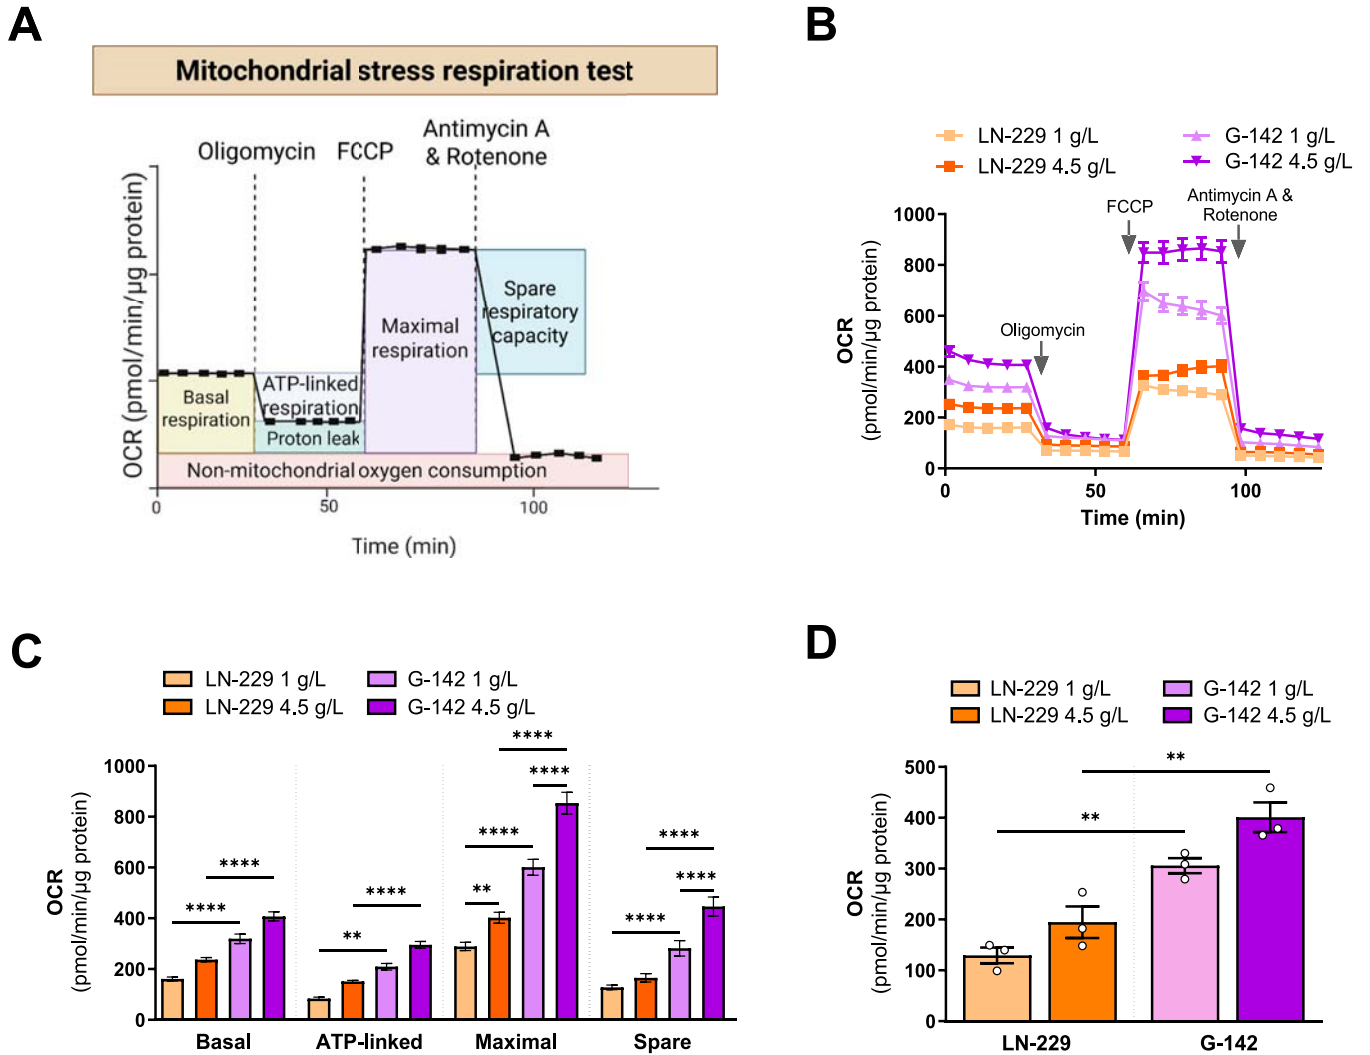 A
Mitochondrial stress respiration test
Oligomycin
FCCP
Antimycin A
& Rotenone
OCR (pmol/min/µg protein)
Basal
respiration
ATP-linked
respiration
Proton leak
Maximal
respiration
Spare
respiratory
capacity
Non-mitochondrial oxygen consumption
0
50
100
Time (min)
B
LN-229 1 g/L
LN-229 4.5 g/L
G-142 1 g/L
G-142 4.5 g/L
FCCP
Antimycin A &
Rotenone
Oligomycin
OCR
(pmol/min/µg protein)
1000
800
600
400
200
0
0
50
100
Time (min)
C
LN-229 1 g/L
LN-229 4.5 g/L
G-142 1 g/L
G-142 4.5 g/L
OCR
(pmol/min/µg protein)
1000
800
600
400
200
0
****
****
**
****
****
****
****
**
****
****
****
Basal
ATP-linked
Maximal
Spare
D
LN-229 1 g/L
LN-229 4.5 g/L
G-142 1 g/L
G-142 4.5 g/L
OCR
(pmol/min/µg protein)
500
400
300
200
100
0
**
**
LN-229
G-142